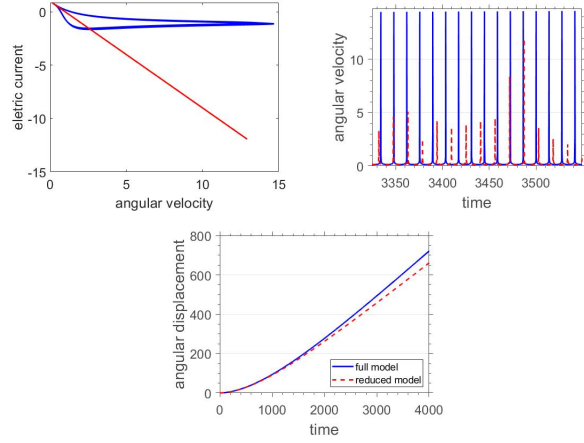 0
-5
-10
-15
eletric current
0 5 10 15
angular velocity
10
5
0
angular velocity
3350 3400 3450 3500
time
800
600
400
200
0
angular displacement
full model
reduced model
0 1000 2000 3000 4000
time